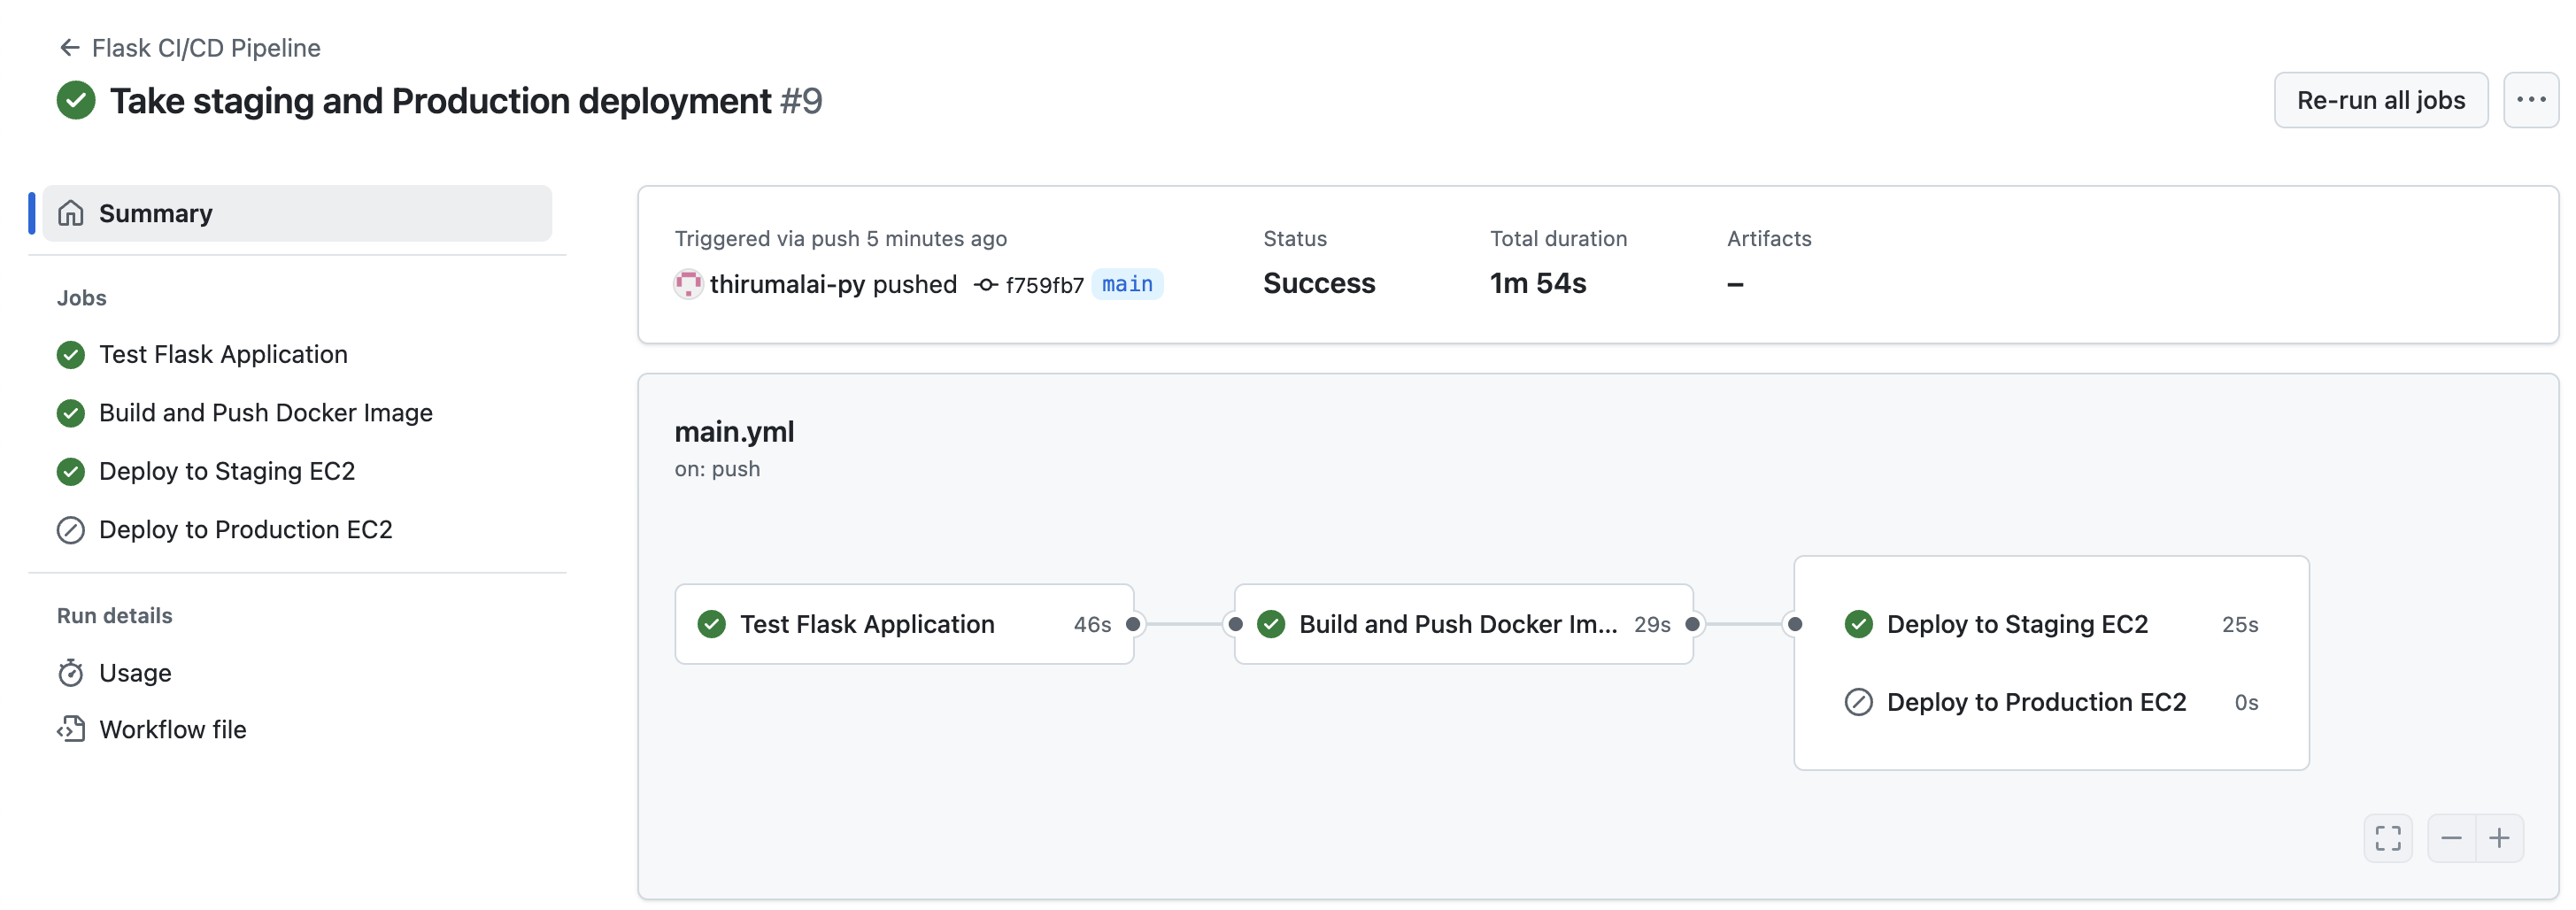 Flask CI/CD Pipeline
Take staging and Production deployment #9
Re-run all jobs
Summary
Jobs
Test Flask Application
Build and Push Docker Image
Deploy to Staging EC2
Deploy to Production EC2
Run details
Usage
Workflow file
Triggered via push 5 minutes ago
thirumalai-py pushed f759fb7 main
Status
Success
Total duration
1m 54s
Artifacts
–
main.yml
on: push
Test Flask Application 46s
Build and Push Docker Im... 29s
Deploy to Staging EC2 25s
Deploy to Production EC2 0s